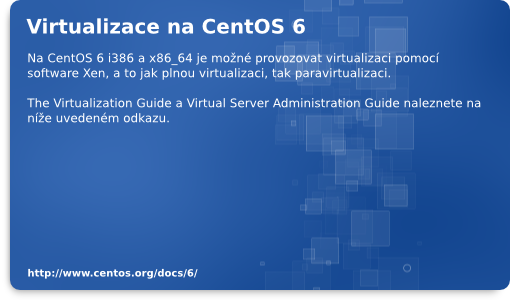 Virtualizace na CentOS 6
Na CentOS 6 i386 a x86_64 je možné provozovat virtualizaci pomocí
software Xen, a to jak plnou virtualizaci, tak paravirtualizaci.
The Virtualization Guide a Virtual Server Administration Guide naleznete na
níže uvedeném odkazu.
http://www.centos.org/docs/6/